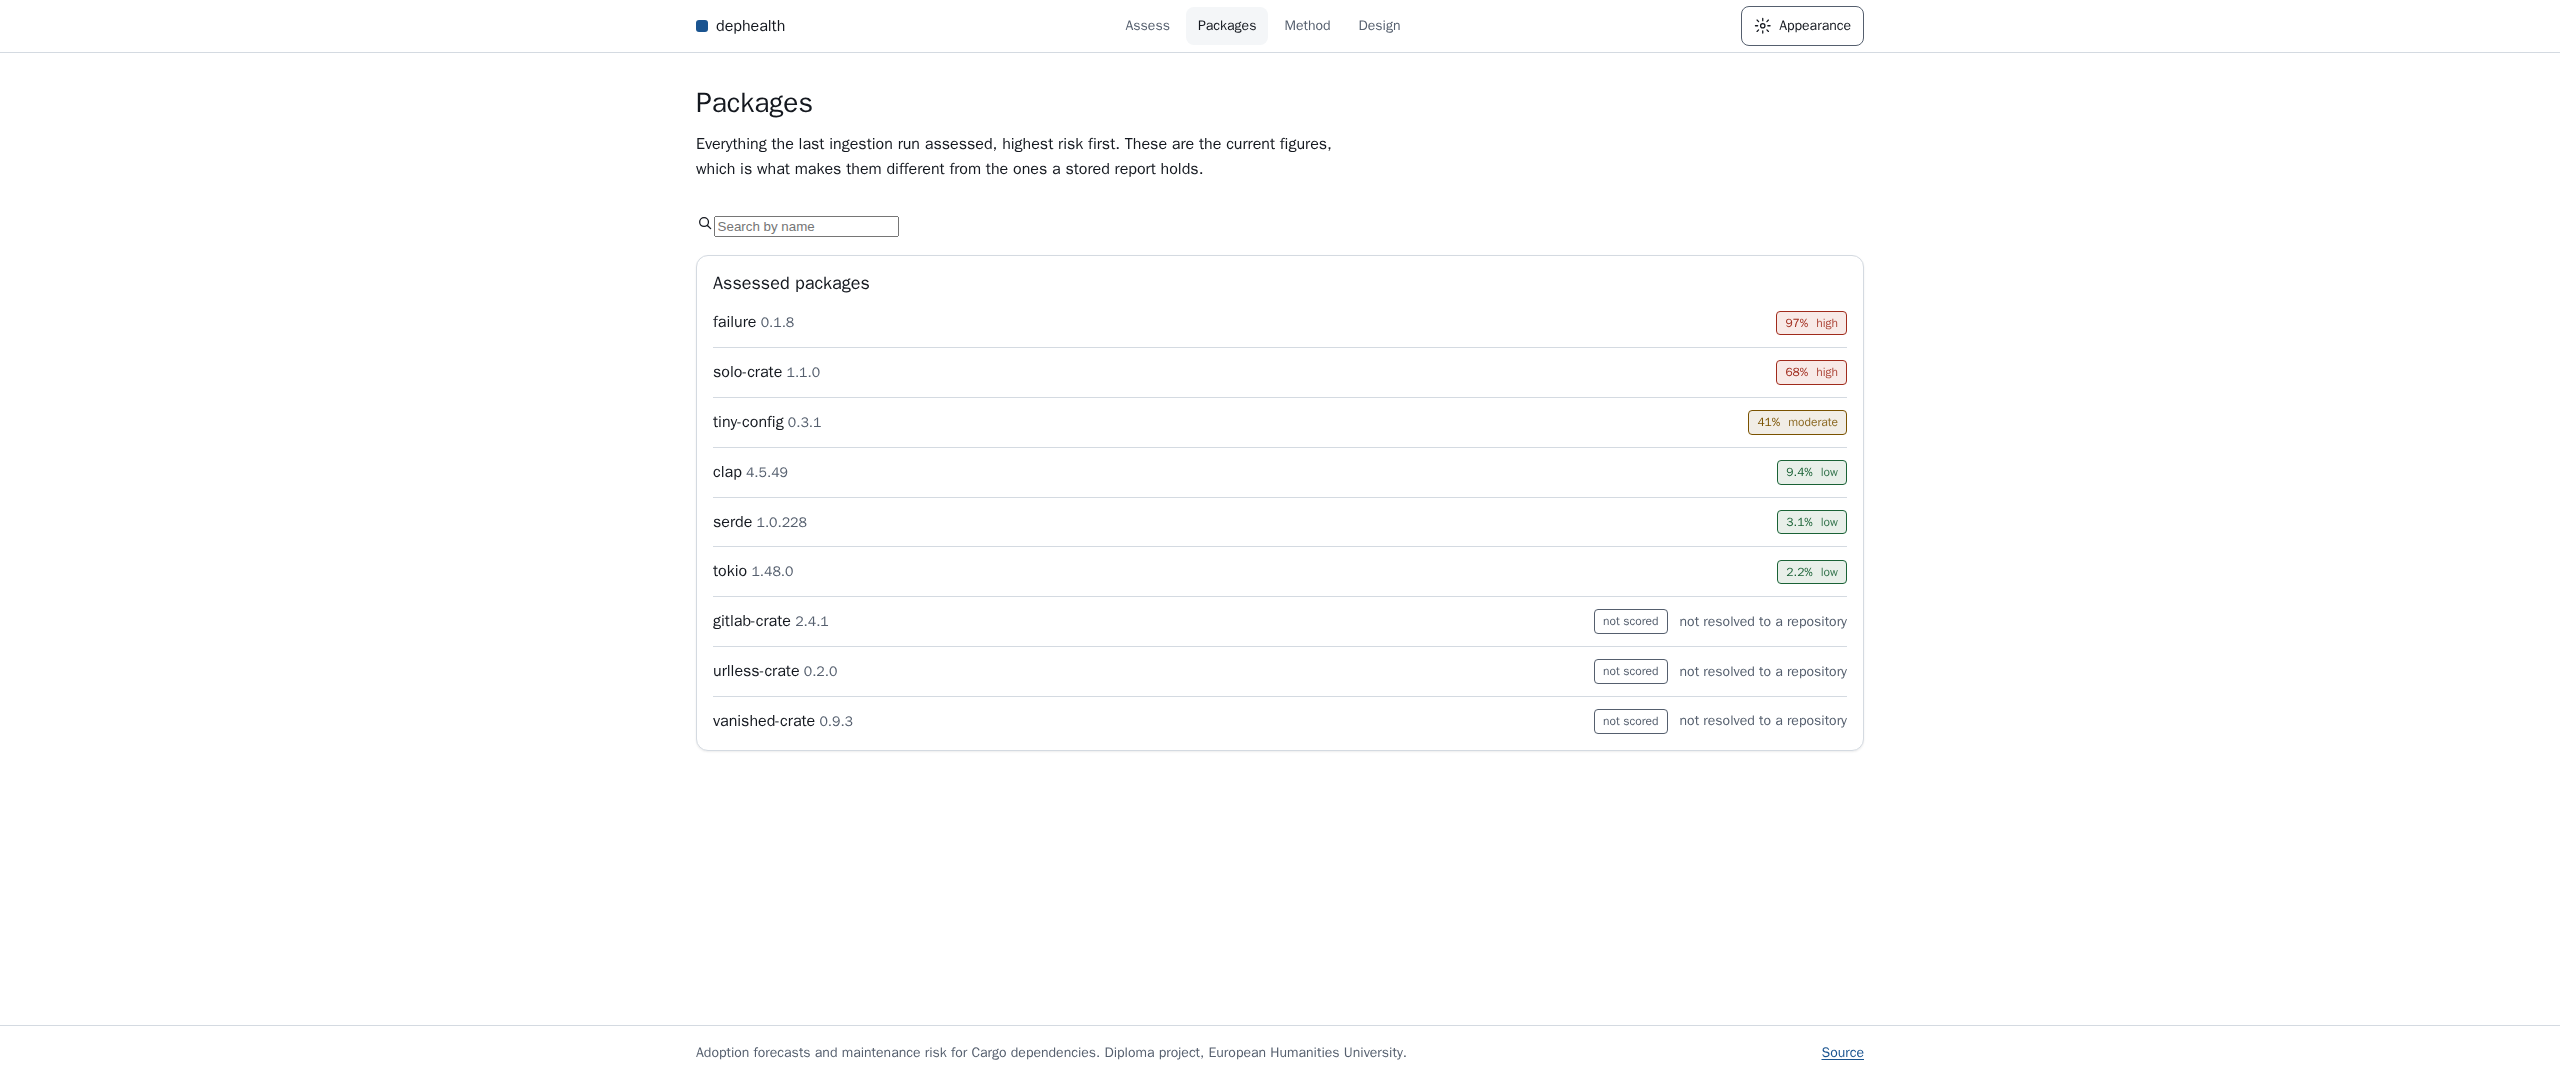 dephealth
Assess
Packages
Method
Design
Appearance
Packages
Everything the last ingestion run assessed, highest risk first. These are the current figures,
which is what makes them different from the ones a stored report holds.
Search by name
Assessed packages
failure 0.1.8 97% high
solo-crate 1.1.0 68% high
tiny-config 0.3.1 41% moderate
clap 4.5.49 9.4% low
serde 1.0.228 3.1% low
tokio 1.48.0 2.2% low
gitlab-crate 2.4.1 not scored not resolved to a repository
urlless-crate 0.2.0 not scored not resolved to a repository
vanished-crate 0.9.3 not scored not resolved to a repository
Adoption forecasts and maintenance risk for Cargo dependencies. Diploma project, European Humanities University.
Source